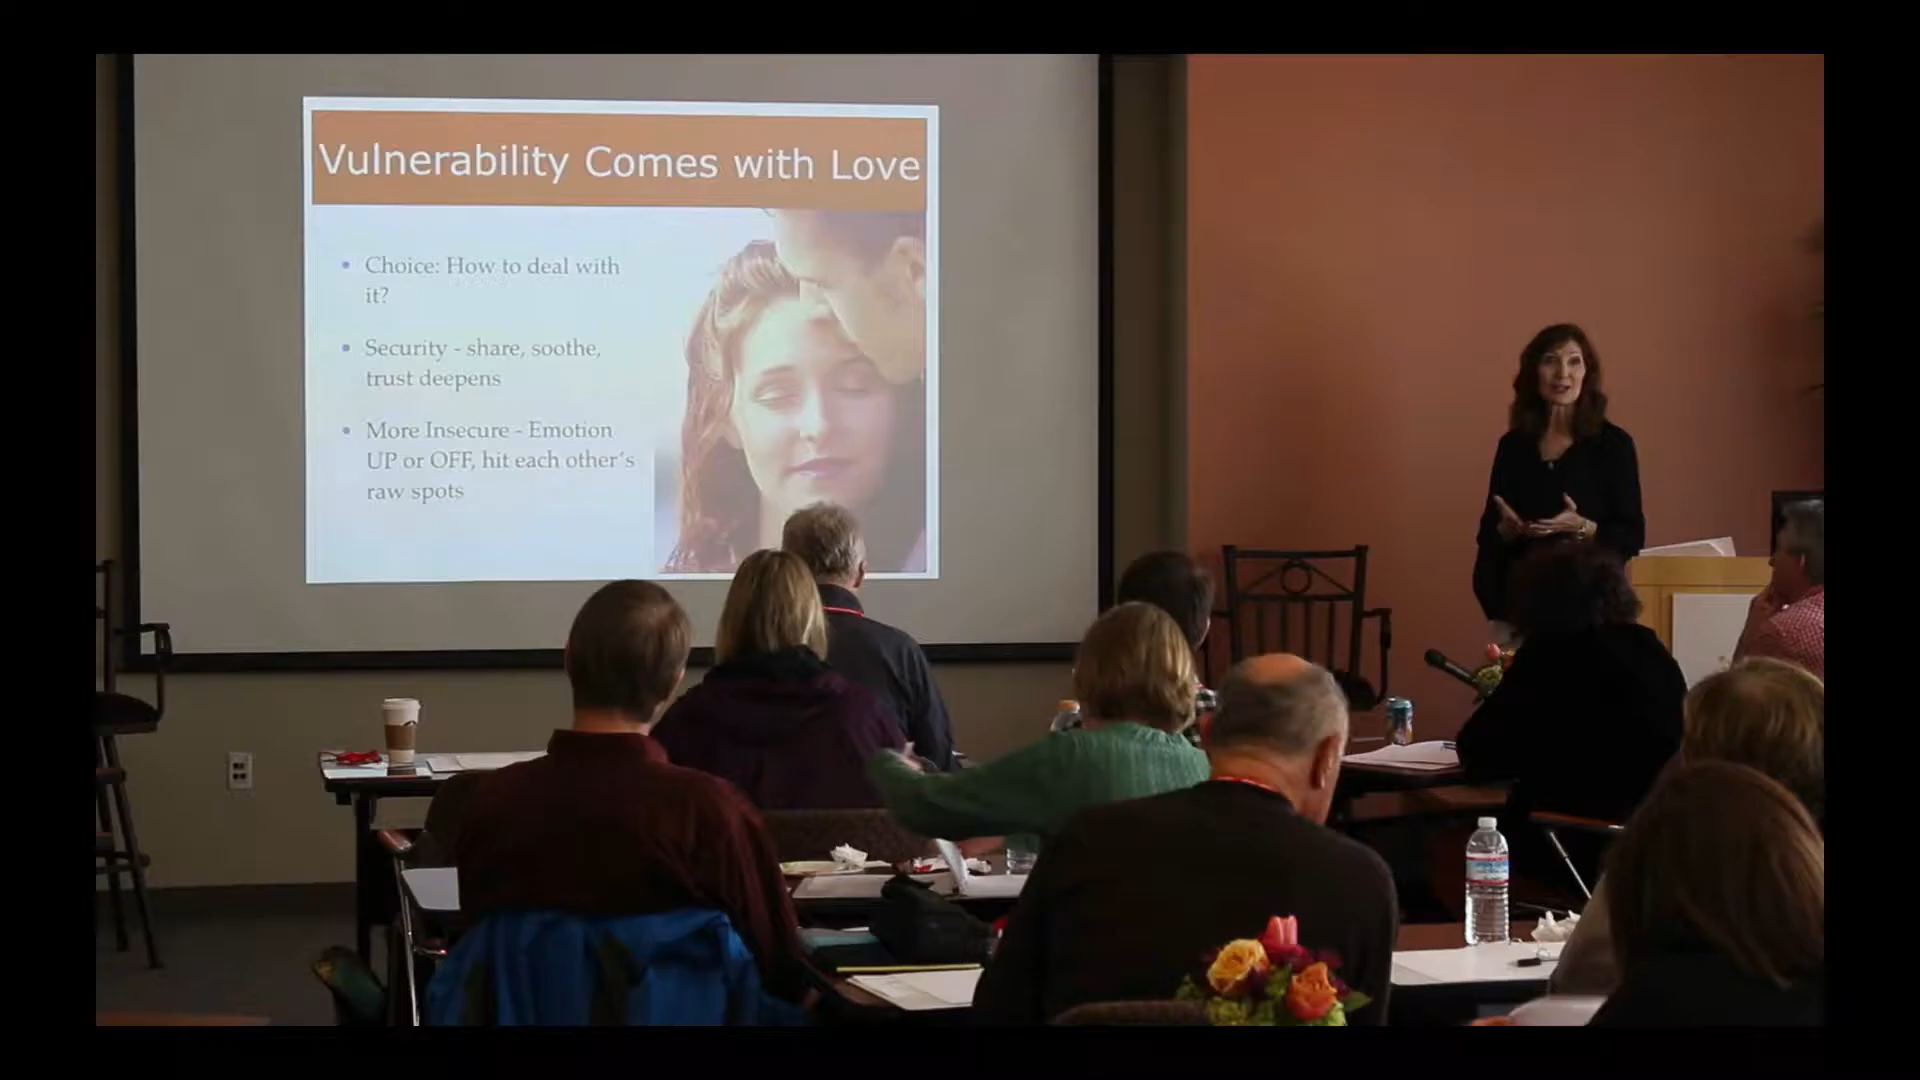 Vulnerability Comes with Love
• Choice: How to deal with
it?
• Security - share, soothe,
trust deepens
• More Insecure - Emotion
UP or OFF, hit each other's
raw spots